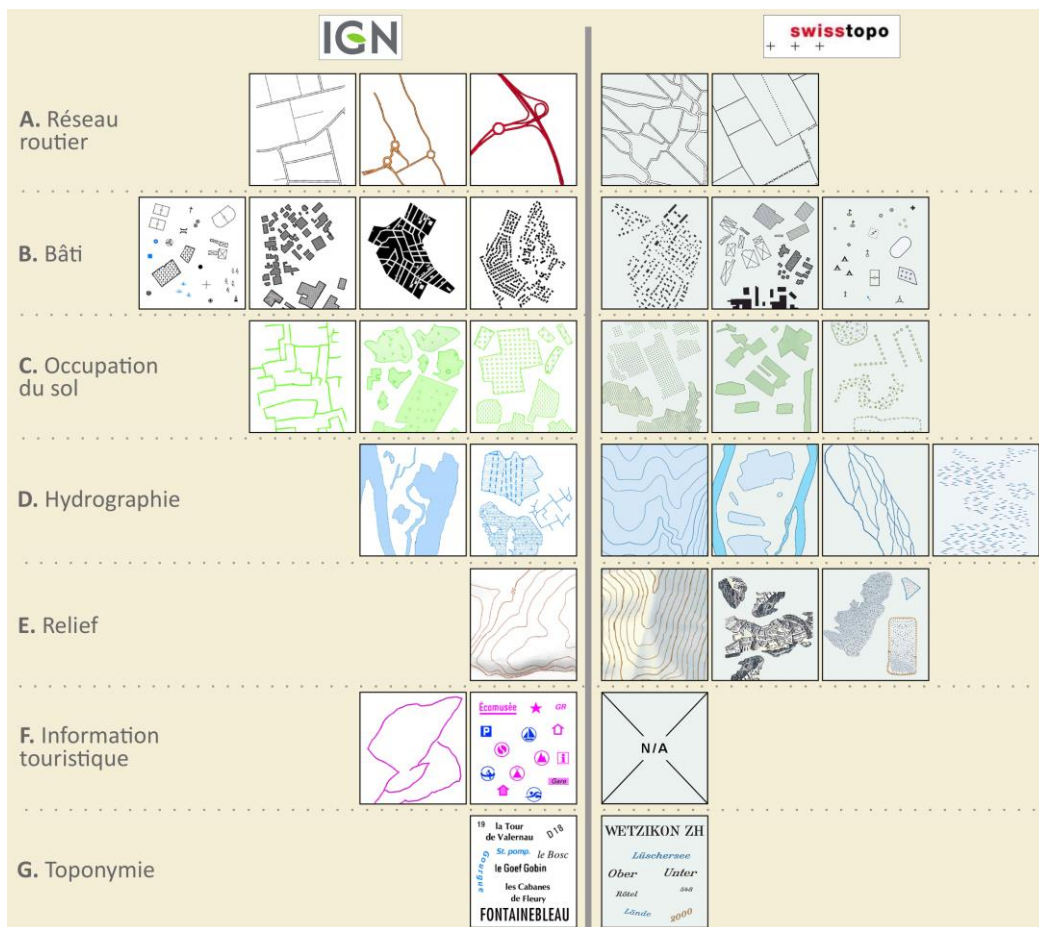 IGN
swisstopo
A. Réseau
routier
B. Bâti
C. Occupation
du sol
D. Hydrographie
E. Relief
F. Information
touristique
Écomusée
GR
P
i
Gare
N/A
G. Toponymie
19
la Tour
de Valernau
D 18
St. pomp.
le Bosc
Gourgue
le Goef Gobin
les Cabanes
de Fleury
FONTAINEBLEAU
WETZIKON ZH
Lüschersee
Ober
Unter
Rötel
Lände
2000